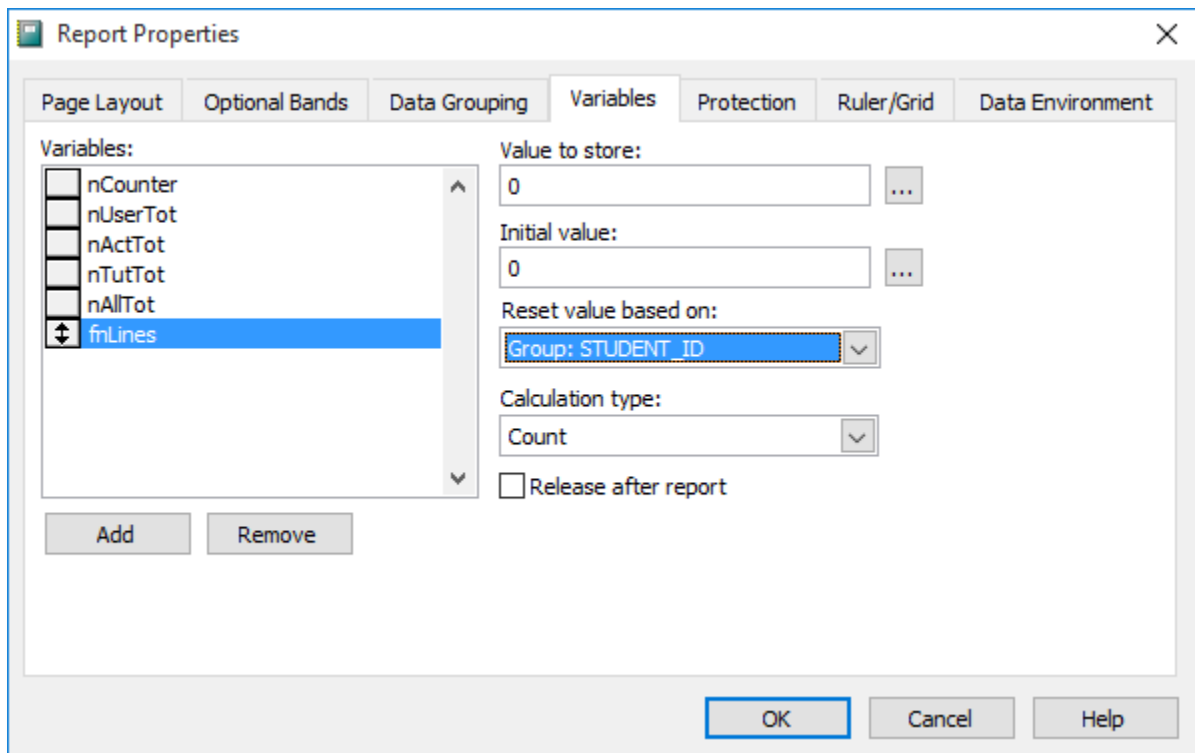 Report Properties
Page Layout
Optional Bands
Data Grouping
Variables
Protection
Ruler/Grid
Data Environment
Variables:
nCounter
nUserTot
nActTot
nTutTot
nAllTot
fnLines
Add
Remove
Value to store:
0
...
Initial value:
0
...
Reset value based on:
Group: STUDENT_ID
Calculation type:
Count
Release after report
OK
Cancel
Help